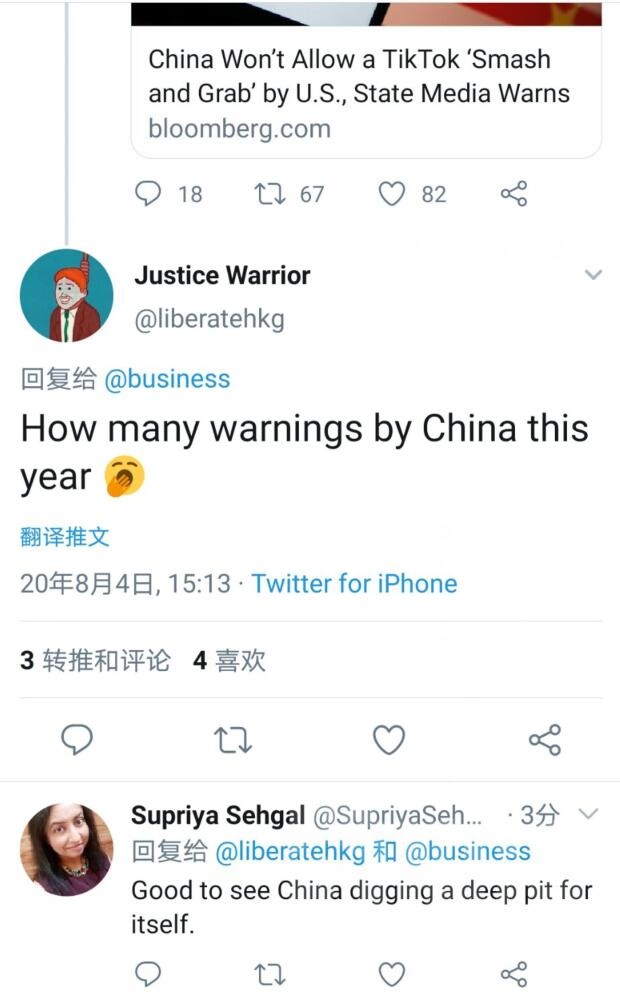 China Won’t Allow a TikTok ‘Smash
and Grab’ by U.S., State Media Warns
bloomberg.com
18 67 82
Justice Warrior
@liberatehkg
回复给 @business
How many warnings by China this
year 🥱
翻译推文
20年8月4日, 15:13 · Twitter for iPhone
3 转推和评论 4 喜欢
Supriya Sehgal @SupriyaSeh... · 3分
回复给 @liberatehkg 和 @business
Good to see China digging a deep pit for
itself.